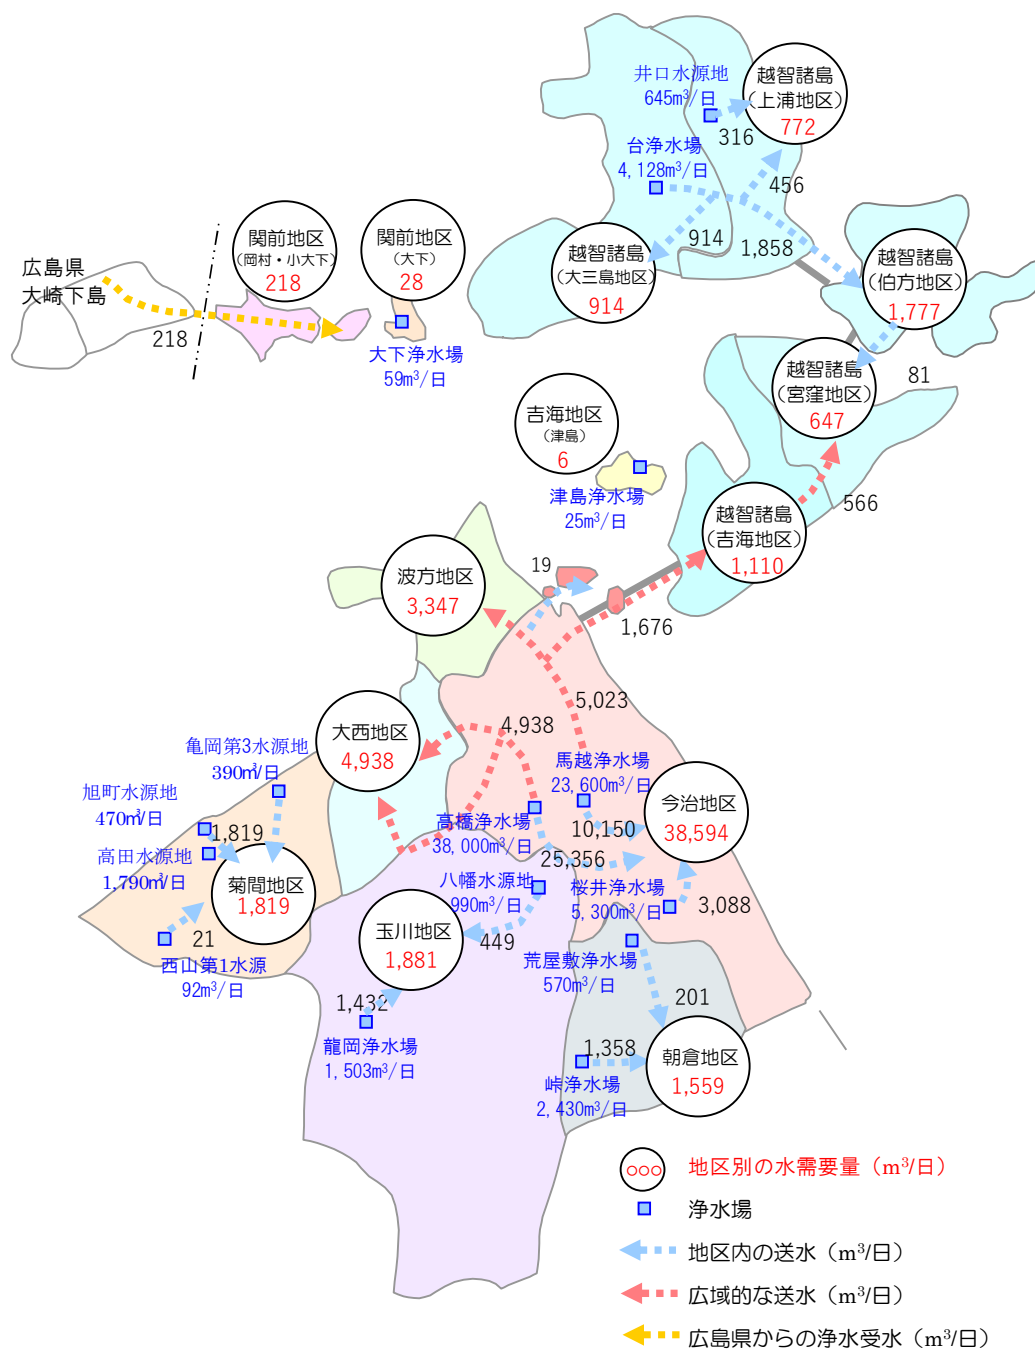 井口水源地
645m³/日
越智諸島
（上浦地区）
772
316
台浄水場
4,128m³/日
456
914
1,858
越智諸島
（大三島地区）
914
越智諸島
（伯方地区）
1,777
関前地区
（岡村・小大下）
218
関前地区
（大下）
28
広島県
大崎下島
218
大下浄水場
59m³/日
越智諸島
（宮窪地区）
647
81
吉海地区
（津島）
6
津島浄水場
25m³/日
566
越智諸島
（吉海地区）
1,110
19
1,676
波方地区
3,347
5,023
4,938
大西地区
4,938
亀岡第3水源地
390㎥/日
旭町水源地
470㎥/日
1,819
高田水源地
1,790㎥/日
菊間地区
1,819
21
西山第1水源
92m³/日
馬越浄水場
23,600m³/日
今治地区
38,594
10,150
高橋浄水場
38,000m³/日
25,356
八幡水源地
990m³/日
桜井浄水場
5,300m³/日
3,088
玉川地区
1,881
449
荒屋敷浄水場
570m³/日
201
1,432
龍岡浄水場
1,503m³/日
1,358
朝倉地区
1,559
峠浄水場
2,430m³/日
○○○ 地区別の水需要量（m³/日）
浄水場
地区内の送水（m³/日）
広域的な送水（m³/日）
広島県からの浄水受水（m³/日）